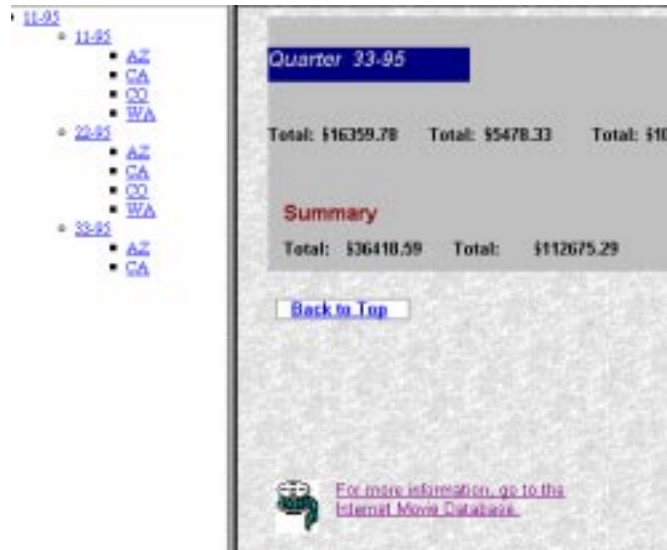 11-95
11-95
AZ
CA
CO
WA
22-95
AZ
CA
CO
WA
33-95
AZ
CA
Quarter 33-95
Total: $16359.78 Total: $5478.33 Total: $10
Summary
Total: $36418.59 Total: $112675.29
Back to Top
For more information, go to the
Internet Movie Database.